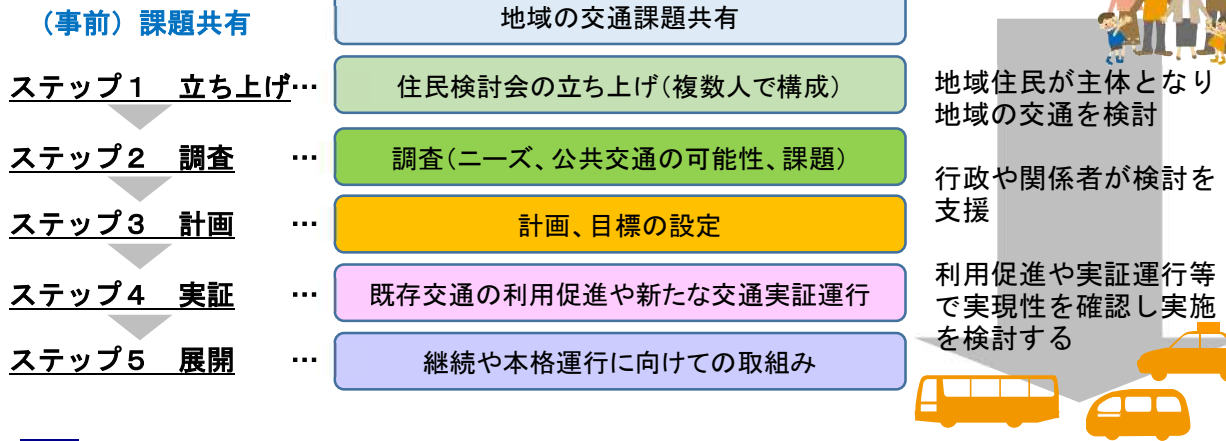 （事前）課題共有
地域の交通課題共有
ステップ１　立ち上げ…
住民検討会の立ち上げ（複数人で構成）
ステップ２　調査　…
調査（ニーズ、公共交通の可能性、課題）
ステップ３　計画　…
計画、目標の設定
ステップ４　実証　…
既存交通の利用促進や新たな交通実証運行
ステップ５　展開　…
継続や本格運行に向けての取組み
地域住民が主体となり
地域の交通を検討
行政や関係者が検討を
支援
利用促進や実証運行等
で実現性を確認し実施
を検討する